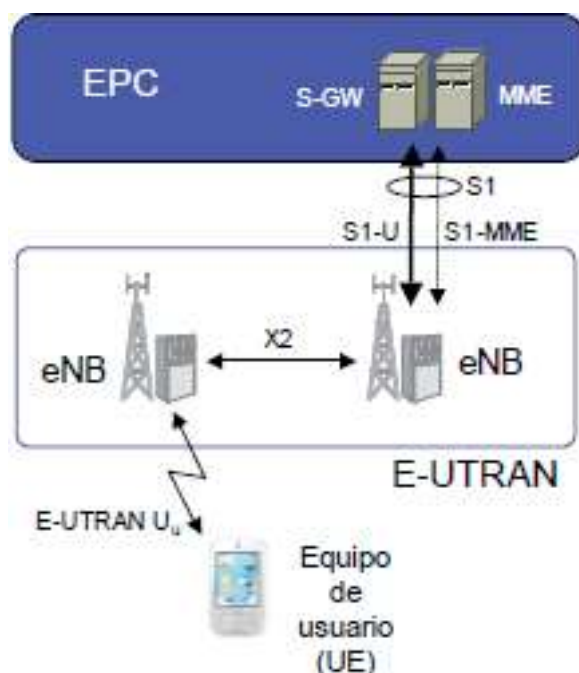 EPC
S-GW
MME
S1
S1-U
S1-MME
X2
eNB
eNB
E-UTRAN
E-UTRAN Uu
Equipo
de
usuario
(UE)